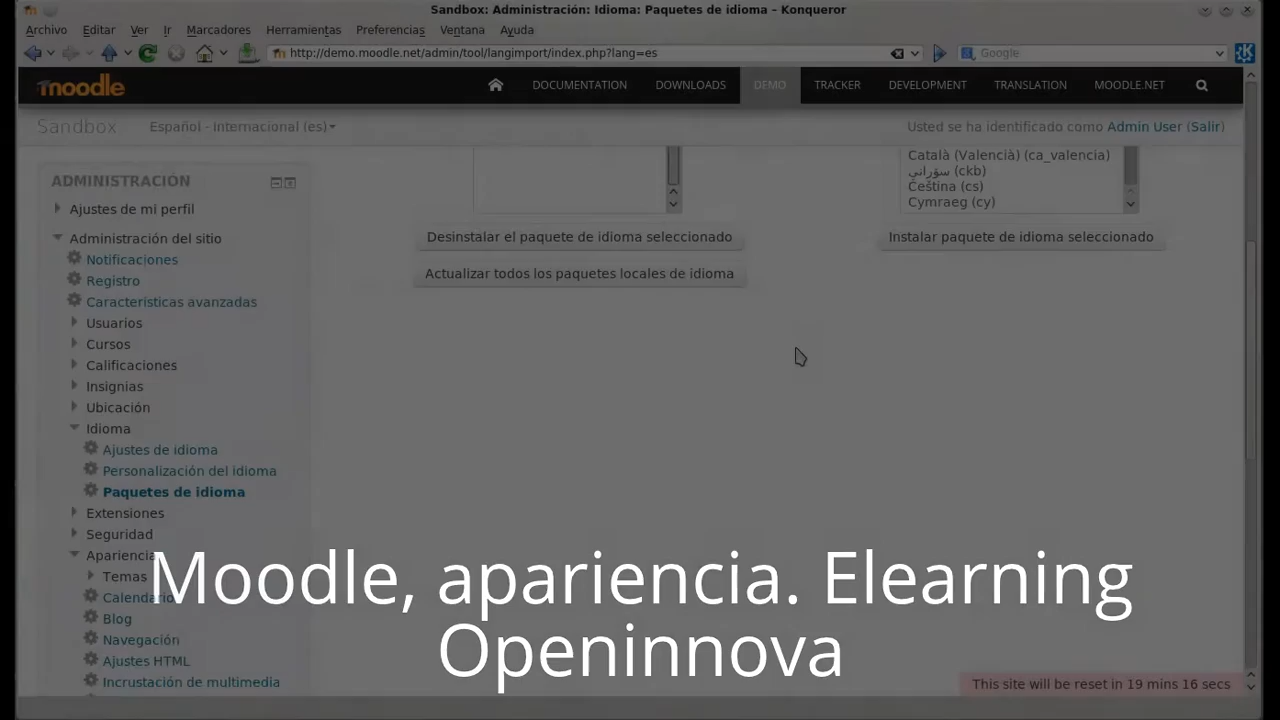 Sandbox: Administración: Idioma: Paquetes de idioma – Konqueror
Archivo Editar Ver Ir Marcadores Herramientas Preferencias Ventana Ayuda
http://demo.moodle.net/admin/tool/langimport/index.php?lang=es
Google
moodle
DOCUMENTATION DOWNLOADS DEMO TRACKER DEVELOPMENT TRANSLATION MOODLE.NET
Sandbox Español - Internacional (es)
Usted se ha identificado como Admin User (Salir)
ADMINISTRACIÓN
Ajustes de mi perfil
Administración del sitio
Notificaciones
Registro
Características avanzadas
Usuarios
Cursos
Calificaciones
Insignias
Ubicación
Idioma
Ajustes de idioma
Personalización del idioma
Paquetes de idioma
Extensiones
Seguridad
Apariencia
Temas
Calendario
Blog
Navegación
Ajustes HTML
Incrustación de multimedia
Desinstalar el paquete de idioma seleccionado
Actualizar todos los paquetes locales de idioma
Català (Valencià) (ca_valencia)
سۆرانی (ckb)
Čeština (cs)
Cymraeg (cy)
Instalar paquete de idioma seleccionado
Moodle, apariencia. Elearning
Openinnova
This site will be reset in 19 mins 16 secs